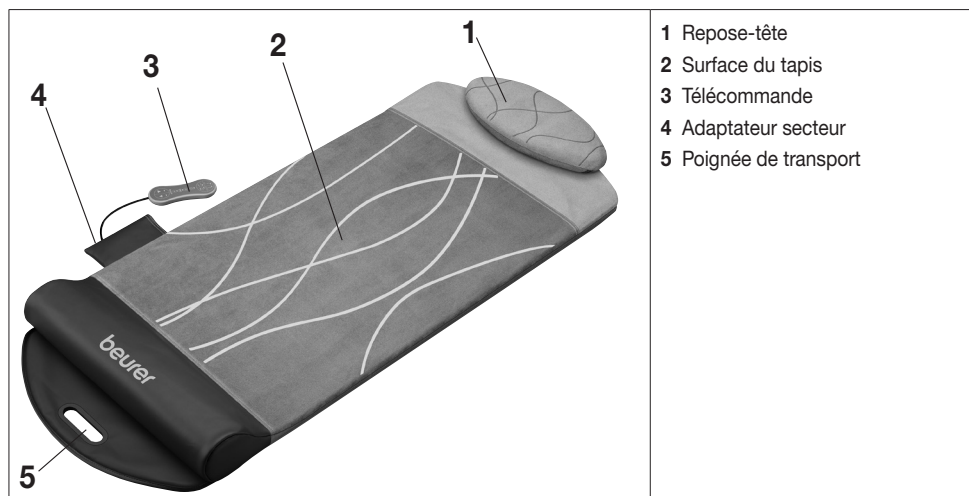 1
2
3
4
5
beurer
1 Repose-tête
2 Surface du tapis
3 Télécommande
4 Adaptateur secteur
5 Poignée de transport